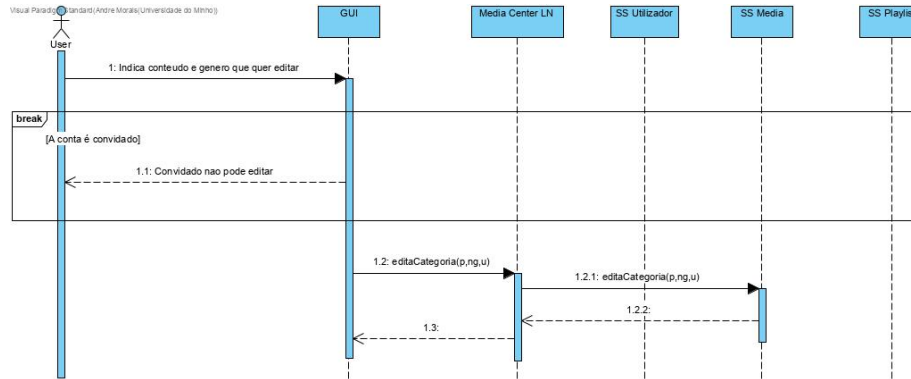 Visual Paradigm Standard(Andre Morais(Universidade do Minho))
User
GUI
Media Center LN
SS Utilizador
SS Media
SS Playlis
1: Indica conteudo e genero que quer editar
break
[A conta é convidado]
1.1: Convidado nao pode editar
1.2: editaCategoria(p,ng,u)
1.2.1: editaCategoria(p,ng,u)
1.2.2:
1.3: